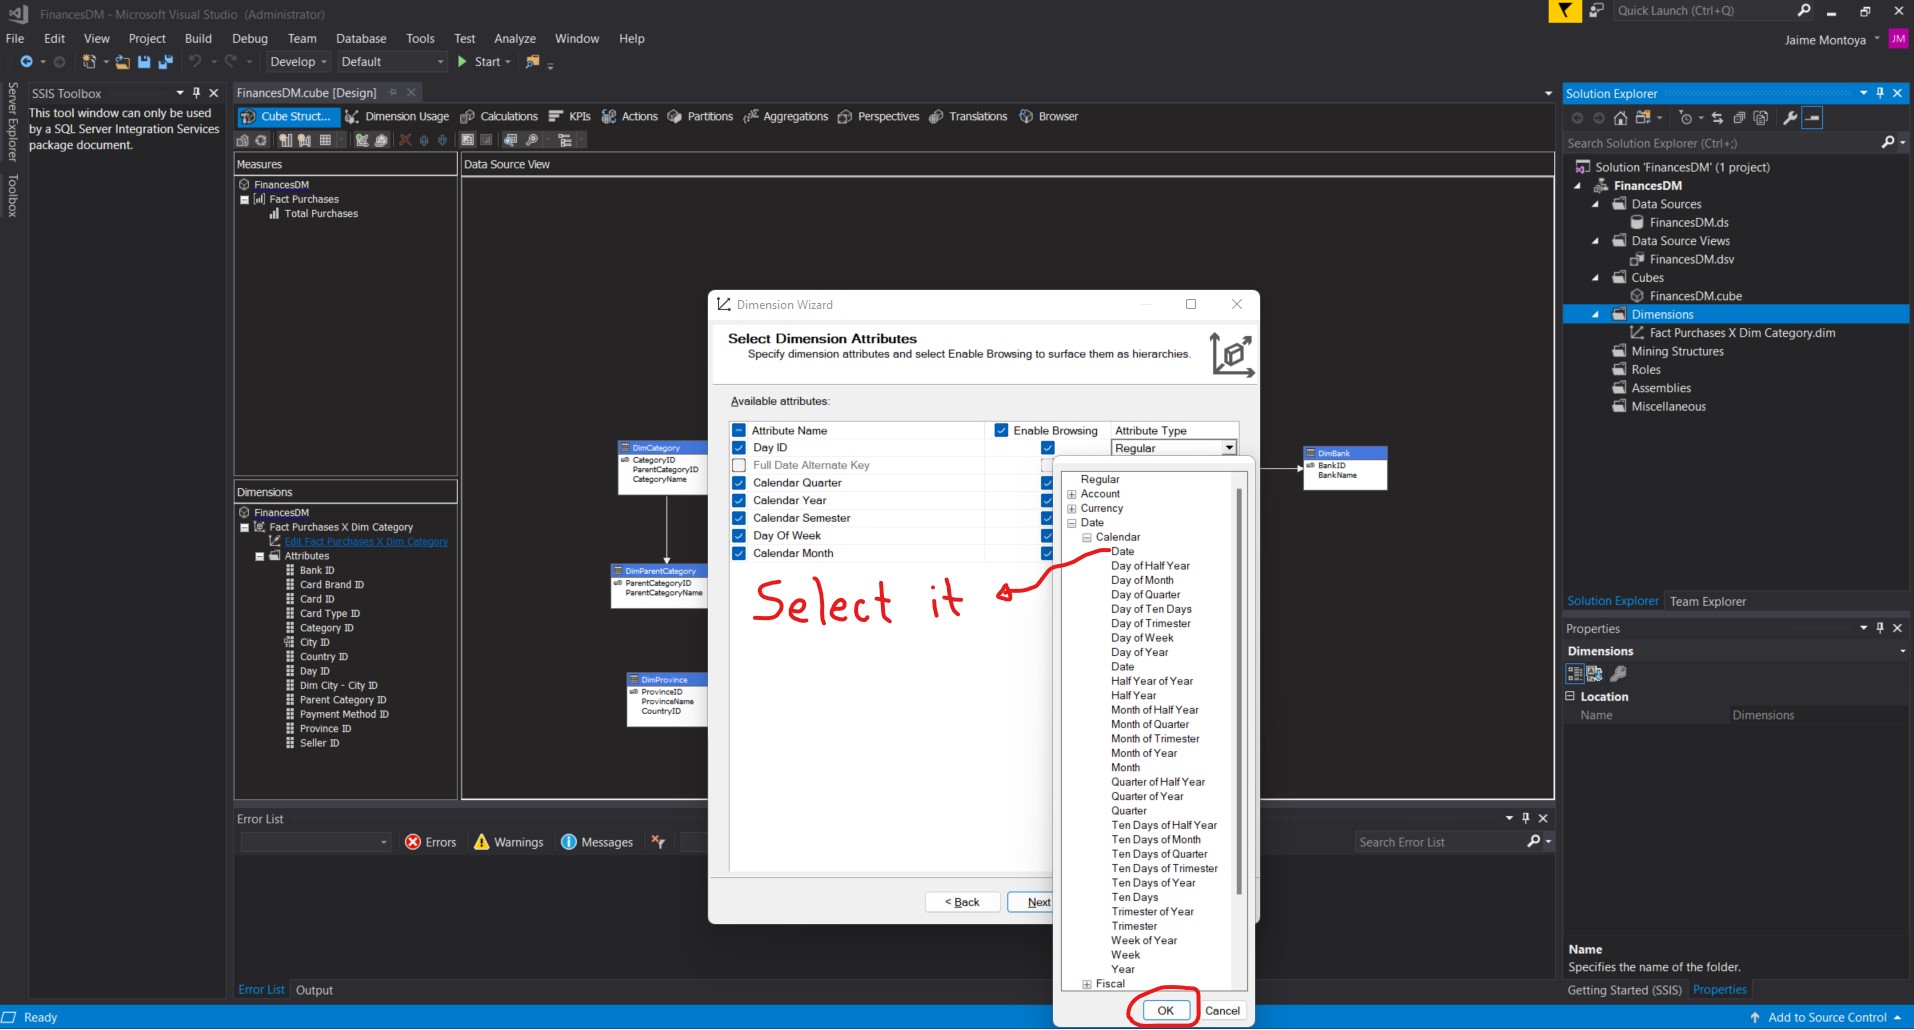 FinancesDM - Microsoft Visual Studio (Administrator)
Quick Launch (Ctrl+Q)
File Edit View Project Build Debug Team Database Tools Test Analyze Window Help
Jaime Montoya JM
Develop Default Start
Server Explorer
Toolbox
SSIS Toolbox
This tool window can only be used
by a SQL Server Integration Services
package document.
FinancesDM.cube [Design]
Cube Struct... Dimension Usage Calculations KPIs Actions Partitions Aggregations Perspectives Translations Browser
Measures
FinancesDM
Fact Purchases
Total Purchases
Dimensions
FinancesDM
Fact Purchases X Dim Category
Edit Fact Purchases X Dim Category
Attributes
Bank ID
Card Brand ID
Card ID
Card Type ID
Category ID
City ID
Country ID
Day ID
Dim City - City ID
Parent Category ID
Payment Method ID
Province ID
Seller ID
Data Source View
DimCategory
CategoryID
ParentCategoryID
CategoryName
DimParentCategory
ParentCategoryID
ParentCategoryName
DimProvince
ProvinceID
ProvinceName
CountryID
DimBank
BankID
BankName
Dimension Wizard
Select Dimension Attributes
Specify dimension attributes and select Enable Browsing to surface them as hierarchies.
Available attributes:
Attribute Name Enable Browsing Attribute Type
Day ID Regular
Full Date Alternate Key
Calendar Quarter
Calendar Year
Calendar Semester
Day Of Week
Calendar Month
Select it
< Back Next
Regular
Account
Currency
Date
Calendar
Date
Day of Half Year
Day of Month
Day of Quarter
Day of Ten Days
Day of Trimester
Day of Week
Day of Year
Date
Half Year of Year
Half Year
Month of Half Year
Month of Quarter
Month of Trimester
Month of Year
Month
Quarter of Half Year
Quarter of Year
Quarter
Ten Days of Half Year
Ten Days of Month
Ten Days of Quarter
Ten Days of Trimester
Ten Days of Year
Ten Days
Trimester of Year
Trimester
Week of Year
Week
Year
Fiscal
OK Cancel
Error List
Errors Warnings Messages
Search Error List
Error List Output
Solution Explorer
Search Solution Explorer (Ctrl+;)
Solution 'FinancesDM' (1 project)
FinancesDM
Data Sources
FinancesDM.ds
Data Source Views
FinancesDM.dsv
Cubes
FinancesDM.cube
Dimensions
Fact Purchases X Dim Category.dim
Mining Structures
Roles
Assemblies
Miscellaneous
Solution Explorer Team Explorer
Properties
Dimensions
Location
Name Dimensions
Name
Specifies the name of the folder.
Getting Started (SSIS) Properties
Ready
Add to Source Control